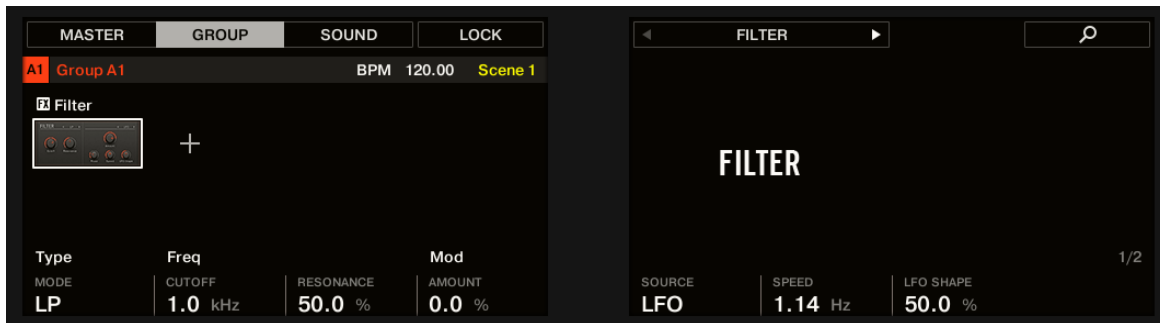 MASTER GROUP SOUND LOCK
A1 Group A1 BPM 120.00 Scene 1
FX Filter
+
Type Freq Mod
MODE CUTOFF RESONANCE AMOUNT
LP 1.0 kHz 50.0 % 0.0 %
FILTER
FILTER
1/2
SOURCE SPEED LFO SHAPE
LFO 1.14 Hz 50.0 %